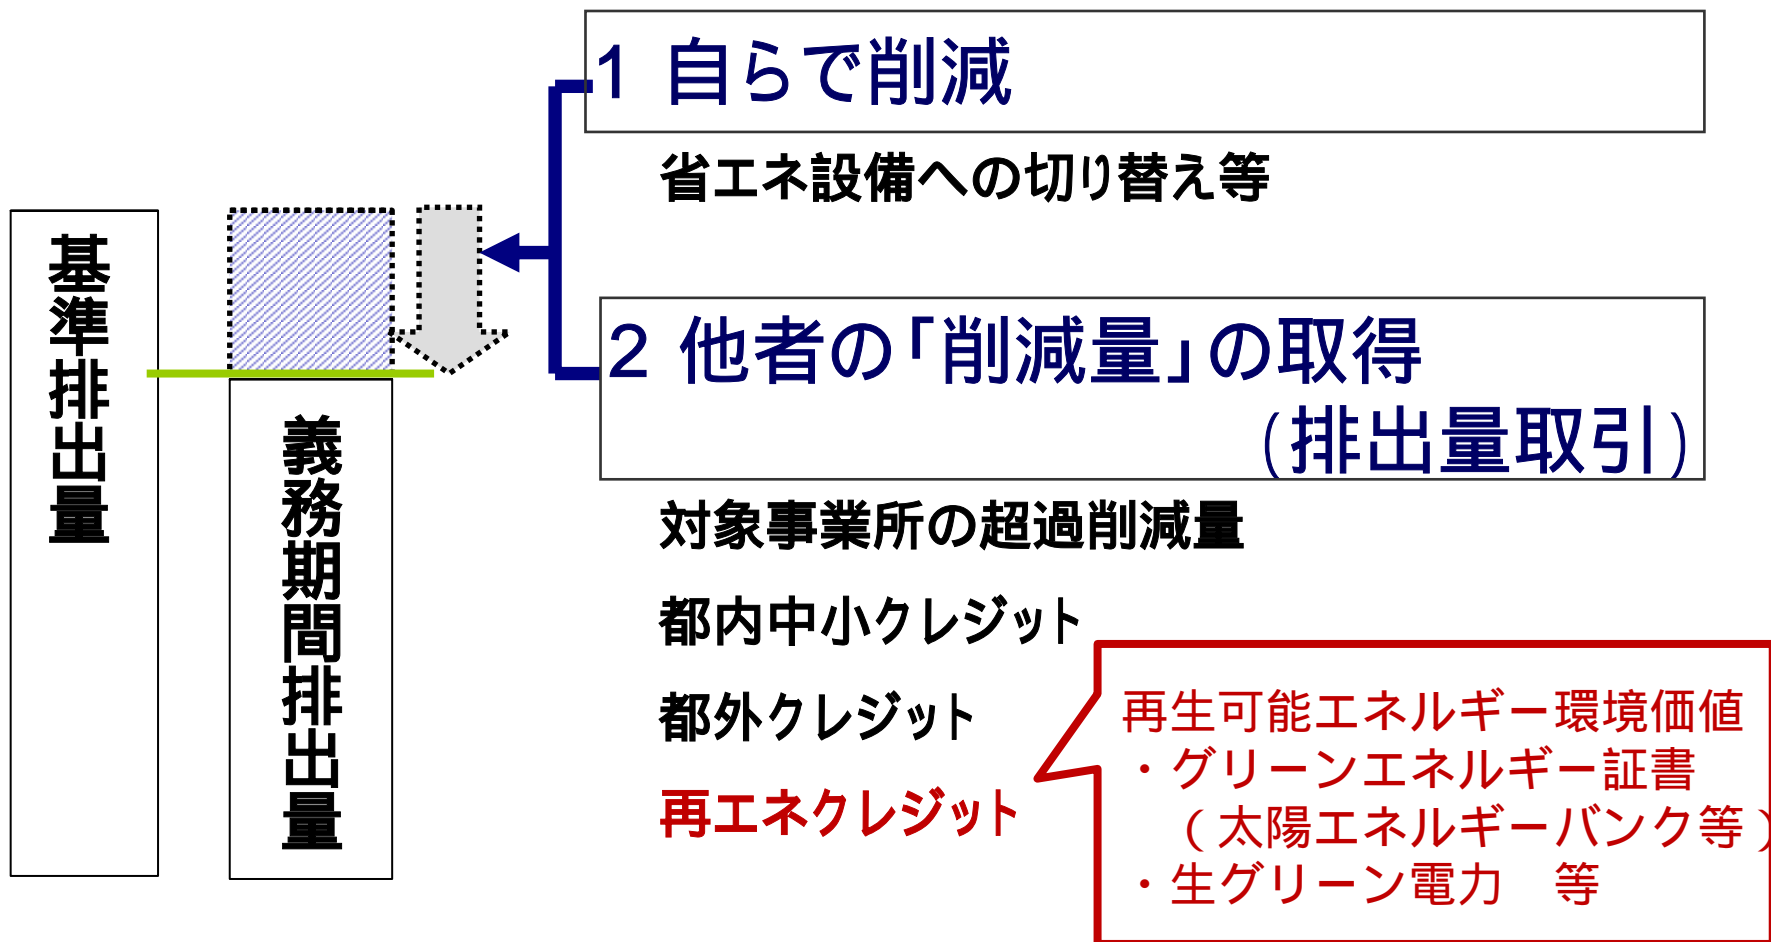 1 自らで削減
省エネ設備への切り替え等
基準排出量
義務期間排出量
2 他者の「削減量」の取得
(排出量取引)
対象事業所の超過削減量
都内中小クレジット
都外クレジット
再エネクレジット
再生可能エネルギー環境価値
・グリーンエネルギー証書
(太陽エネルギーバンク等)
・生グリーン電力 等